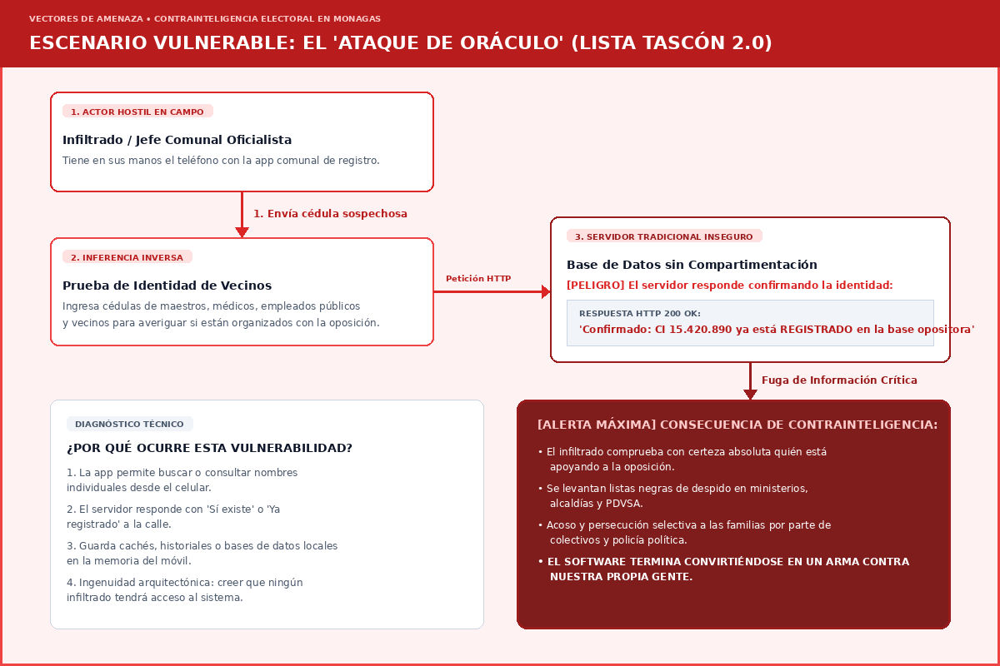 VECTORES DE AMENAZA • CONTRAINTELIGENCIA ELECTORAL EN MONAGAS
ESCENARIO VULNERABLE: EL 'ATAQUE DE ORÁCULO' (LISTA TASCÓN 2.0)
1. ACTOR HOSTIL EN CAMPO
Infiltrado / Jefe Comunal Oficialista
Tiene en sus manos el teléfono con la app comunal de registro.
1. Envía cédula sospechosa
2. INFERENCIA INVERSA
Prueba de Identidad de Vecinos
Ingresa cédulas de maestros, médicos, empleados públicos
y vecinos para averiguar si están organizados con la oposición.
Petición HTTP
3. SERVIDOR TRADICIONAL INSEGURO
Base de Datos sin Compartimentación
[PELIGRO] El servidor responde confirmando la identidad:
RESPUESTA HTTP 200 OK:
'Confirmado: CI 15.420.890 ya está REGISTRADO en la base opositora'
Fuga de Información Crítica
DIAGNÓSTICO TÉCNICO
¿POR QUÉ OCURRE ESTA VULNERABILIDAD?
1. La app permite buscar o consultar nombres
individuales desde el celular.
2. El servidor responde con 'Sí existe' o 'Ya
registrado' a la calle.
3. Guarda cachés, historiales o bases de datos locales
en la memoria del móvil.
4. Ingenuidad arquitectónica: creer que ningún
infiltrado tendrá acceso al sistema.
[ALERTA MÁXIMA] CONSECUENCIA DE CONTRAINTELIGENCIA:
• El infiltrado comprueba con certeza absoluta quién está
apoyando a la oposición.
• Se levantan listas negras de despido en ministerios,
alcaldías y PDVSA.
• Acoso y persecución selectiva a las familias por parte de
colectivos y policía política.
• EL SOFTWARE TERMINA CONVIRTIÉNDOSE EN UN ARMA CONTRA
NUESTRA PROPIA GENTE.